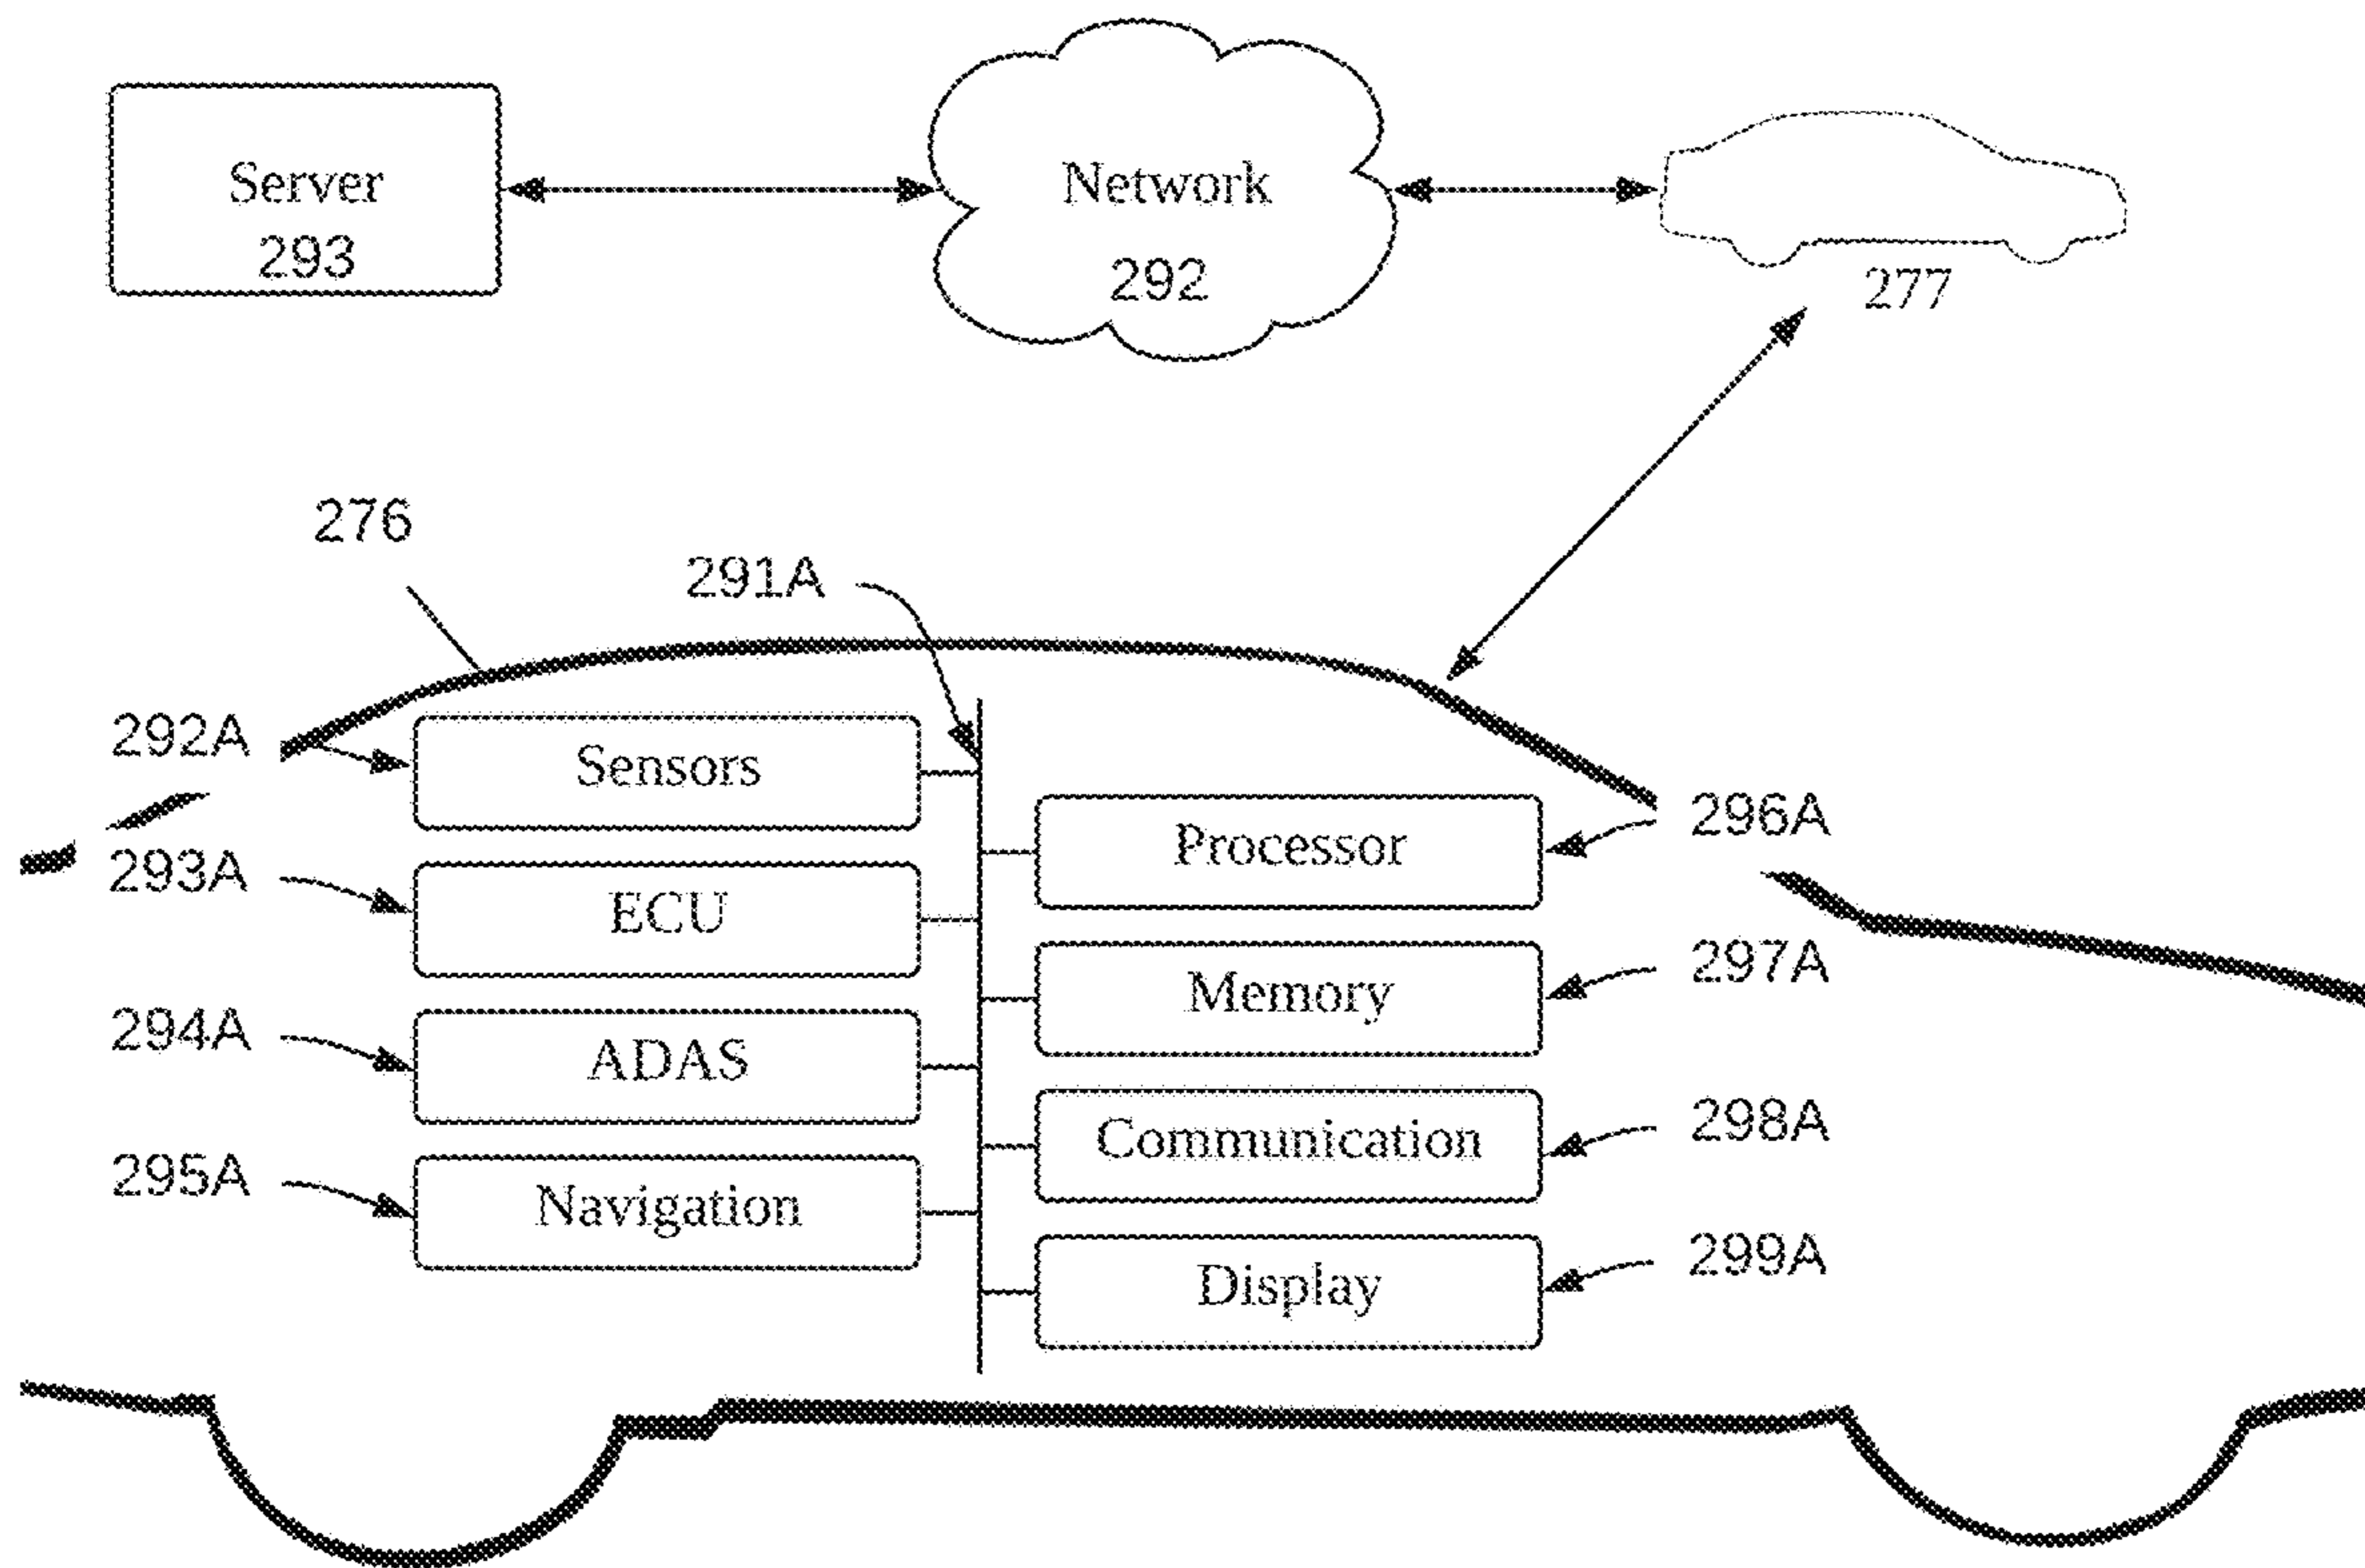 Server
293
Network
292
277
276
291A
292A
Sensors
293A
ECU
294A
ADAS
295A
Navigation
Processor
296A
Memory
297A
Communication
298A
Display
299A